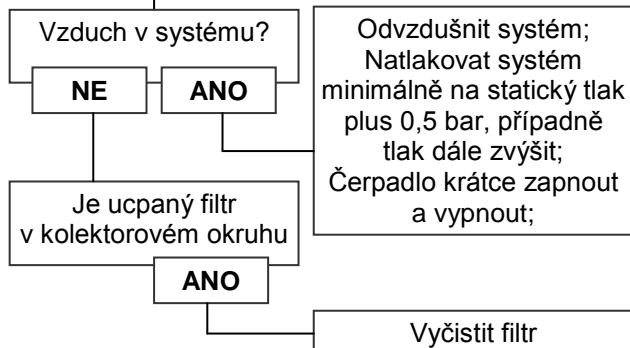 Vzduch v systému?
NE
ANO
Odvzdušnit systém;
Natlakovat systém
minimálně na statický tlak
plus 0,5 bar, případně
tlak dále zvýšit;
Čerpadlo krátce zapnout
a vypnout;
Je ucpaný filtr
v kolektorovém okruhu
ANO
Vyčistit filtr